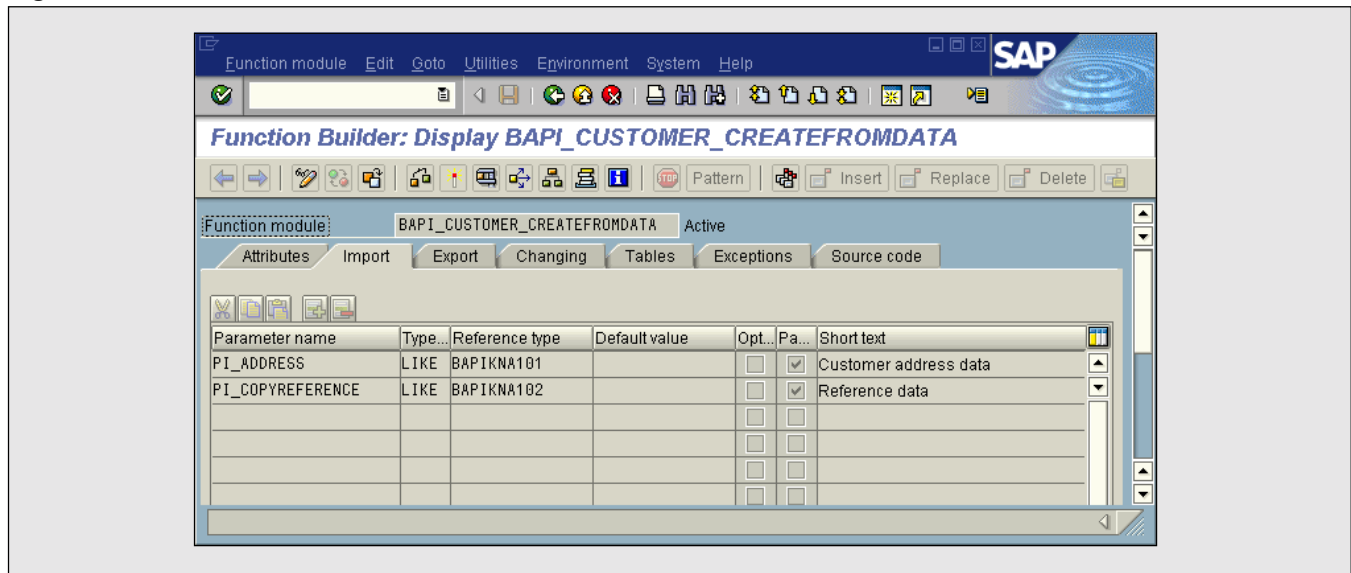 Function module Edit Goto Utilities Environment System Help
SAP
Function Builder: Display BAPI_CUSTOMER_CREATEFROMDATA
STOP Pattern Insert Replace Delete
Function module BAPI_CUSTOMER_CREATEFROMDATA Active
Attributes Import Export Changing Tables Exceptions Source code
Parameter name Type... Reference type Default value Opt... Pa... Short text
PI_ADDRESS LIKE BAPIKNA101 Customer address data
PI_COPYREFERENCE LIKE BAPIKNA102 Reference data